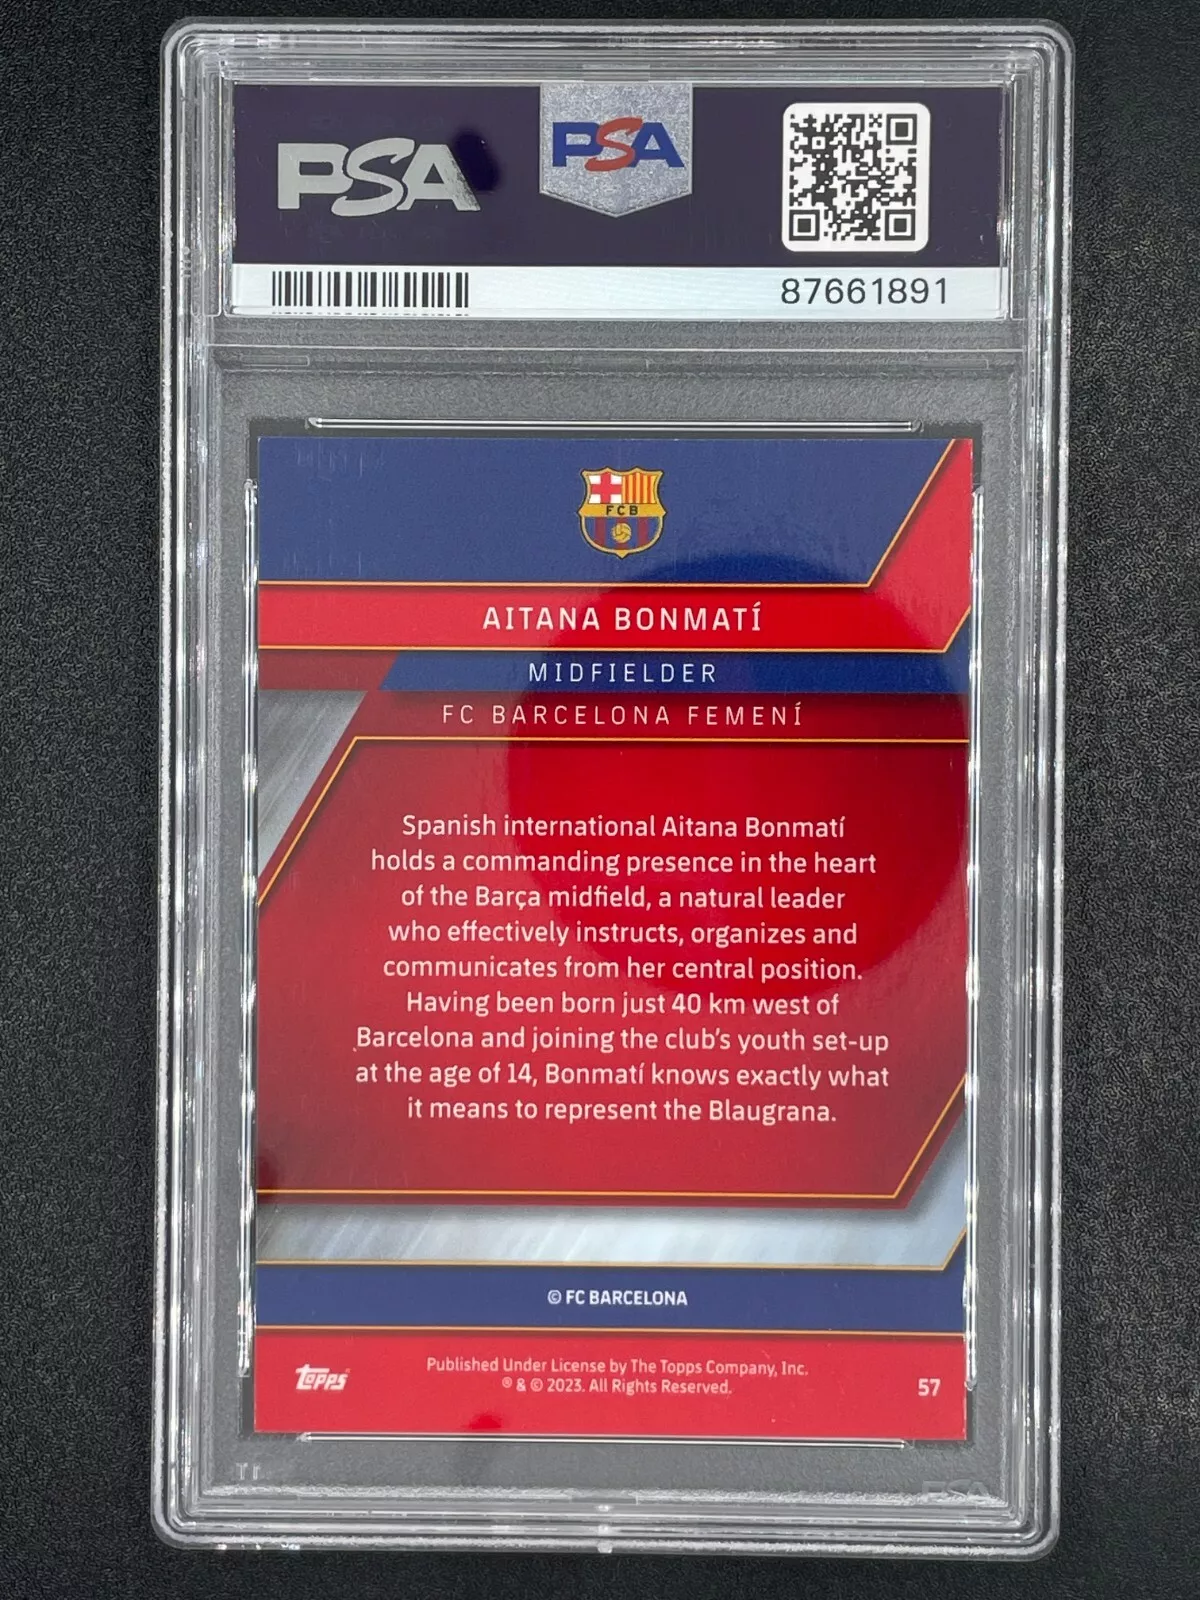 PSA
PSA
87661891
FCB
AITANA BONMATÍ
MIDFIELDER
FC BARCELONA FEMENÍ
Spanish international Aitana Bonmatí
holds a commanding presence in the heart
of the Barça midfield, a natural leader
who effectively instructs, organizes and
communicates from her central position.
Having been born just 40 km west of
Barcelona and joining the club's youth set-up
at the age of 14, Bonmatí knows exactly what
it means to represent the Blaugrana.
© FC BARCELONA
Topps
Published Under License by The Topps Company, Inc.
® & © 2023. All Rights Reserved.
57
PSA